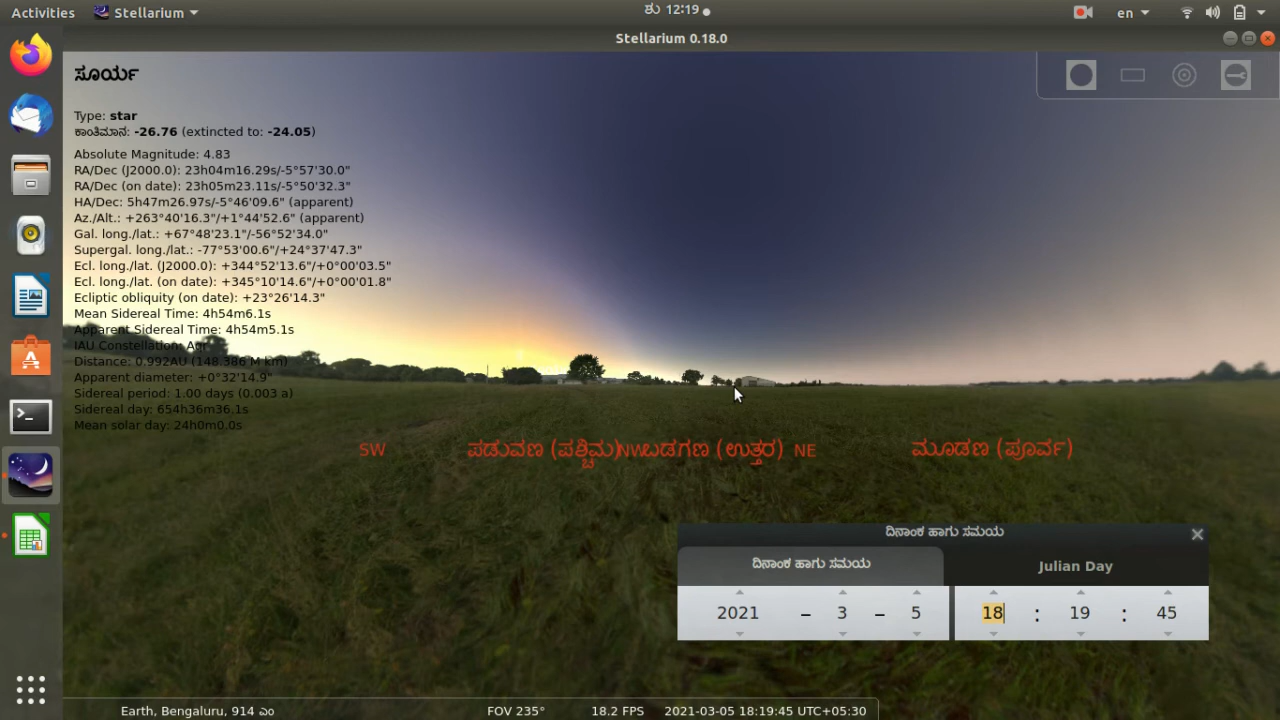 Activities Stellarium ಶು 12:19 en
Stellarium 0.18.0
ಸೂರ್ಯ
Type: star
ಕಾಂತಿಮಾನ: -26.76 (extincted to: -24.05)
Absolute Magnitude: 4.83
RA/Dec (J2000.0): 23h04m16.29s/-5°57'30.0"
RA/Dec (on date): 23h05m23.11s/-5°50'32.3"
HA/Dec: 5h47m26.97s/-5°46'09.6" (apparent)
Az./Alt.: +263°40'16.3"/+1°44'52.6" (apparent)
Gal. long./lat.: +67°48'23.1"/-56°52'34.0"
Supergal. long./lat.: -77°53'00.6"/+24°37'47.3"
Ecl. long./lat. (J2000.0): +344°52'13.6"/+0°00'03.5"
Ecl. long./lat. (on date): +345°10'14.6"/+0°00'01.8"
Ecliptic obliquity (on date): +23°26'14.3"
Mean Sidereal Time: 4h54m6.1s
Apparent Sidereal Time: 4h54m5.1s
IAU Constellation: Aqr
Distance: 0.992AU (148.386 M km)
Apparent diameter: +0°32'14.9"
Sidereal period: 1.00 days (0.003 a)
Sidereal day: 654h36m36.1s
Mean solar day: 24h0m0.0s
SW ಪಡುವಣ (ಪಶ್ಚಿಮ) NW ಬಡಗಣ (ಉತ್ತರ) NE ಮೂಡಣ (ಪೂರ್ವ)
ದಿನಾಂಕ ಹಾಗು ಸಮಯ
ದಿನಾಂಕ ಹಾಗು ಸಮಯ Julian Day
2021 – 3 – 5 18 : 19 : 45
Earth, Bengaluru, 914 ಎಂ FOV 235° 18.2 FPS 2021-03-05 18:19:45 UTC+05:30